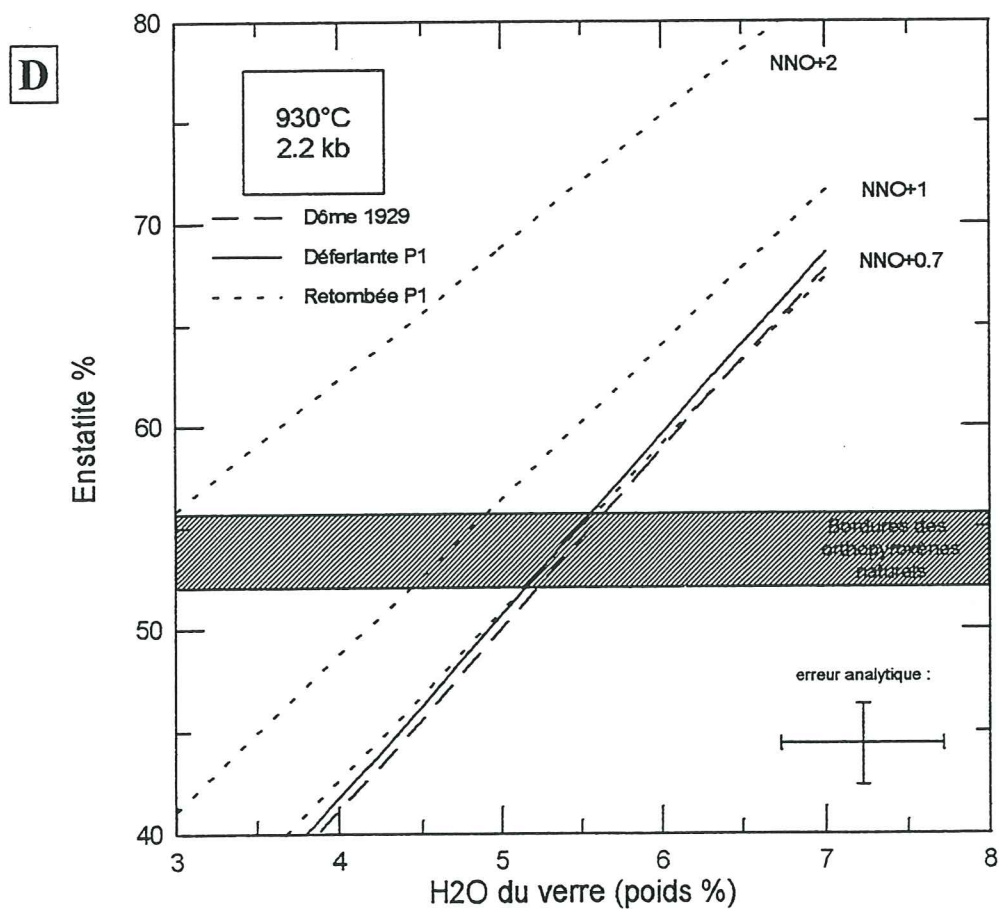 D
80
NNO+2
930°C
2.2 kb
Dôme 1929
Déferlante P1
Retombée P1
NNO+1
NNO+0.7
70
60
50
40
Enstatite %
Bordures des
orthopyroxènes
naturels
erreur analytique :
3 4 5 6 7 8
H2O du verre (poids %)